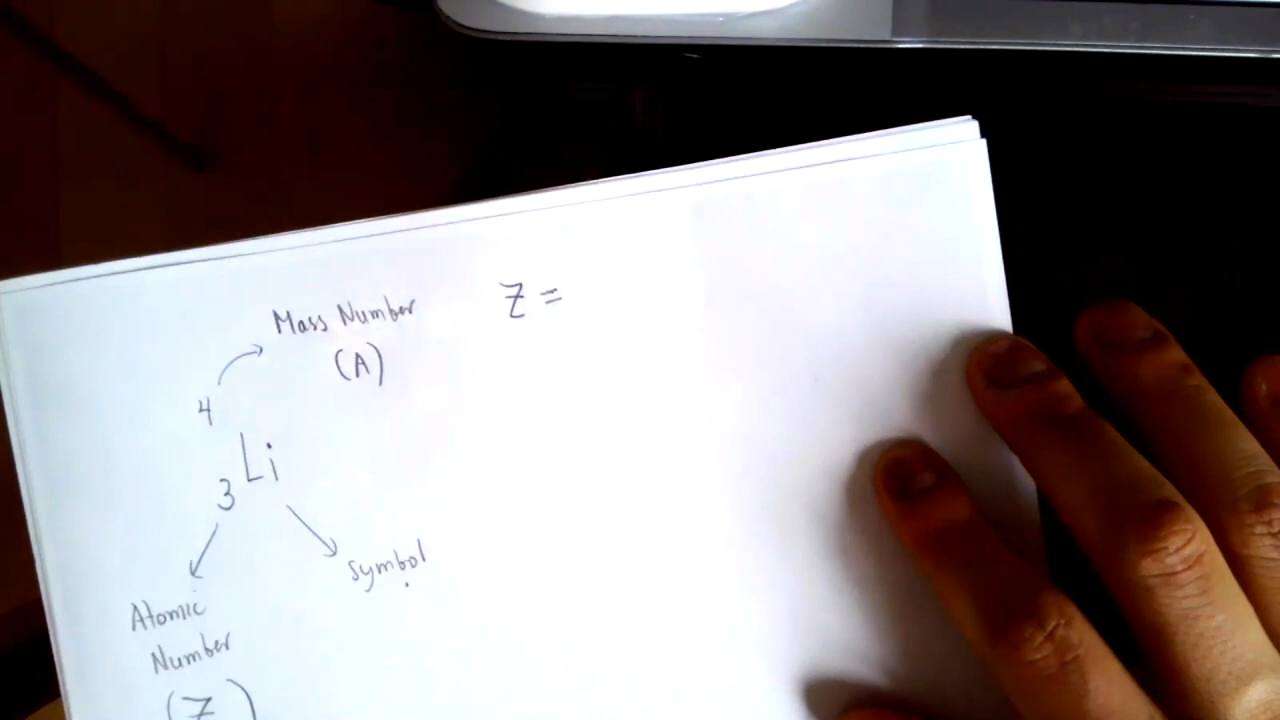 Mass Number
(A)
Z =
4
Li
3
symbol
Atomic
Number
(Z)